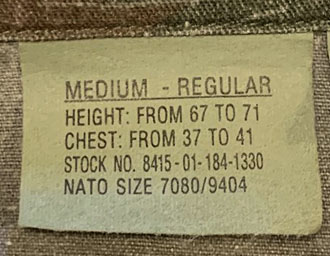 MEDIUM - REGULAR
HEIGHT: FROM 67 TO 71
CHEST: FROM 37 TO 41
STOCK NO. 8415-01-184-1330
NATO SIZE 7080/9404